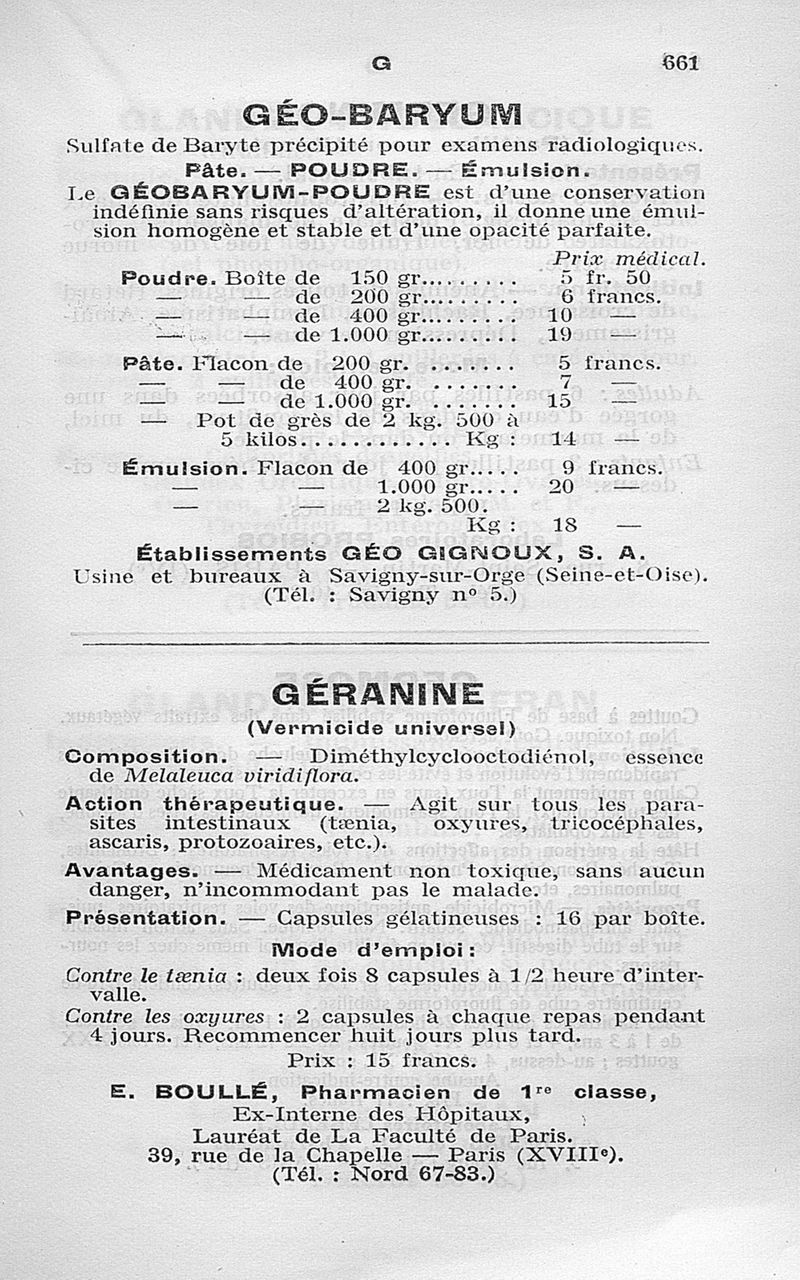 G 661
GÉO-BARYUM
Sulfate de Baryte précipité pour examens radiologiques.
Pâte. — POUDRE. — Émulsion.
Le GÉOBARYUM-POUDRE est d'une conservation
indéfinie sans risques d'altération, il donne une émul-
sion homogène et stable et d'une opacité parfaite.
Prix médical.
Poudre. Boîte de 150 gr.......... 5 fr. 50
— — de 200 gr.......... 6 francs.
— — de 400 gr.......... 10 —
— — de 1.000 gr.......... 19 —
Pâte. Flacon de 200 gr. ........ 5 francs.
— — de 400 gr. ........ 7
— de 1.000 gr. ........ 15 —
— Pot de grès de 2 kg. 500 à
5 kilos.............. Kg : 14 —
Émulsion. Flacon de 400 gr..... 9 francs.
— — 1.000 gr..... 20 —
— — 2 kg. 500.
Kg : 18 —
Établissements GÉO GIGNOUX, S. A.
Usine et bureaux à Savigny-sur-Orge (Seine-et-Oise).
(Tél. : Savigny n° 5.)
GÉRANINE
(Vermicide universel)
Composition. — Diméthylcyclooctodiénol, essence
de Melaleuca viridiflora.
Action thérapeutique. — Agit sur tous les para-
sites intestinaux (tænia, oxyures, tricocéphales,
ascaris, protozoaires, etc.).
Avantages. — Médicament non toxique, sans aucun
danger, n'incommodant pas le malade.
Présentation. — Capsules gélatineuses : 16 par boîte.
Mode d'emploi :
Contre le tænia : deux fois 8 capsules à 1/2 heure d'inter-
valle.
Contre les oxyures : 2 capsules à chaque repas pendant
4 jours. Recommencer huit jours plus tard.
Prix : 15 francs.
E. BOULLÉ, Pharmacien de 1re classe,
Ex-Interne des Hôpitaux,
Lauréat de La Faculté de Paris.
39, rue de la Chapelle — Paris (XVIIIe).
(Tél. : Nord 67-83.)